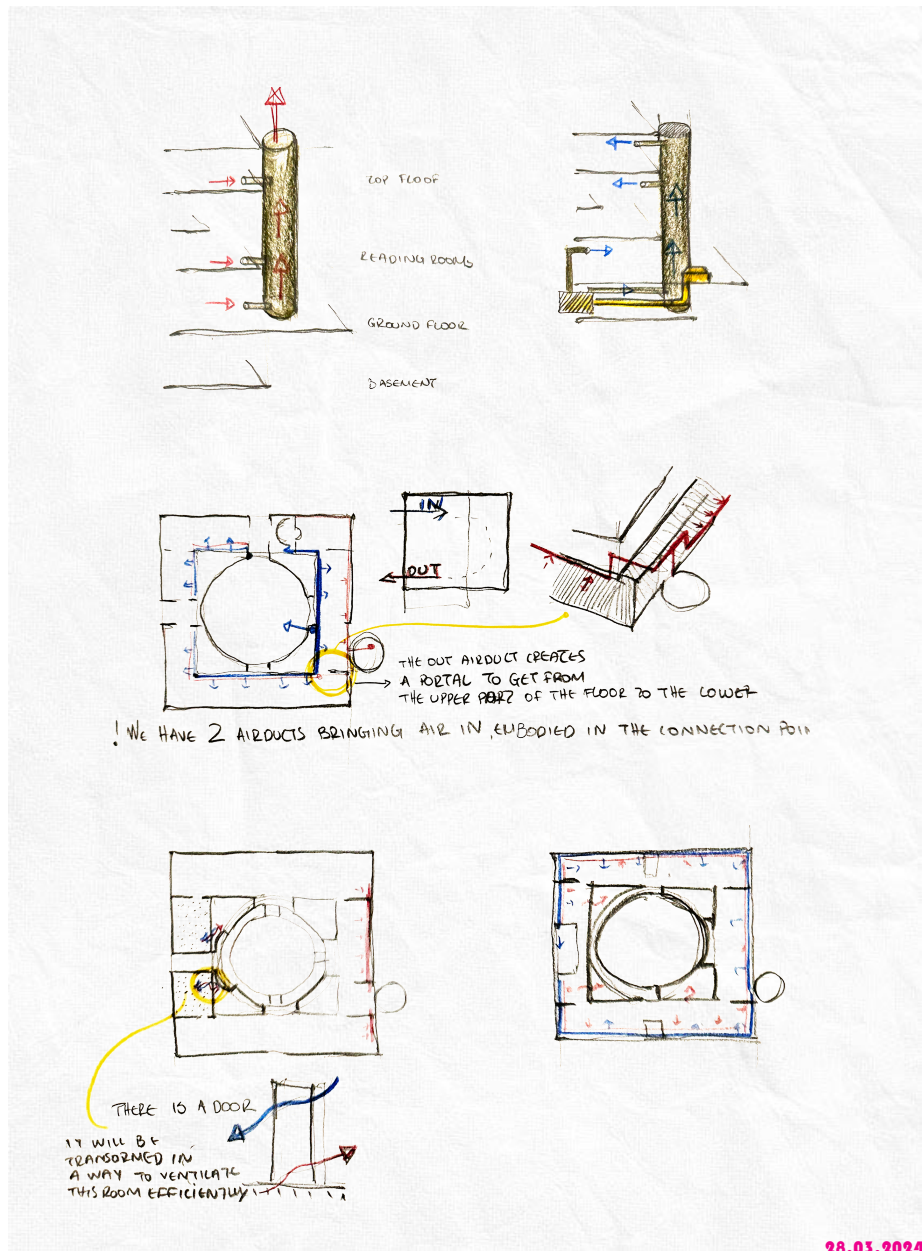 TOP FLOOF
READING ROOMS
GROUND FLOOR
BASEMENT
IN
OUT
THE OUT AIRDUCT CREATES
A PORTAL TO GET FROM
THE UPPER PART OF THE FLOOR TO THE LOWER
! WE HAVE 2 AIRDUCTS BRINGING AIR IN, EMBODIED IN THE CONNECTION POIN
THERE IS A DOOR
IT WILL BE
TRANSORMED IN
A WAY TO VENTILATE
THIS ROOM EFFICIENTLY
28.03.2024